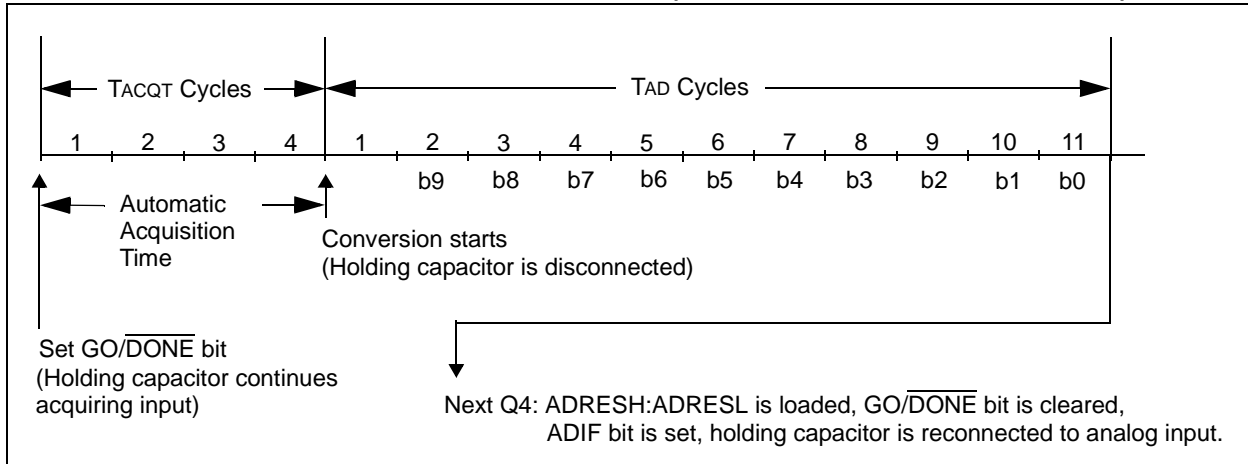 TACQT Cycles
TAD Cycles
1 2 3 4 1 2 3 4 5 6 7 8 9 10 11
b9 b8 b7 b6 b5 b4 b3 b2 b1 b0
Automatic
Acquisition
Time
Conversion starts
(Holding capacitor is disconnected)
Set GO/DONE bit
(Holding capacitor continues
acquiring input)
Next Q4: ADRESH:ADRESL is loaded, GO/DONE bit is cleared,
ADIF bit is set, holding capacitor is reconnected to analog input.